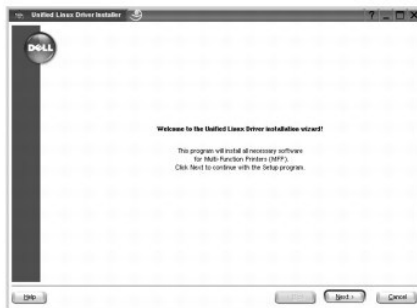 Unified Linux Driver Installer
DELL
Welcome to the Unified Linux Driver installation wizard!
This program will install all necessary software
for Multi-Function Printers (MFP).
Click Next to continue with the Setup program.
Help
Next >
Cancel